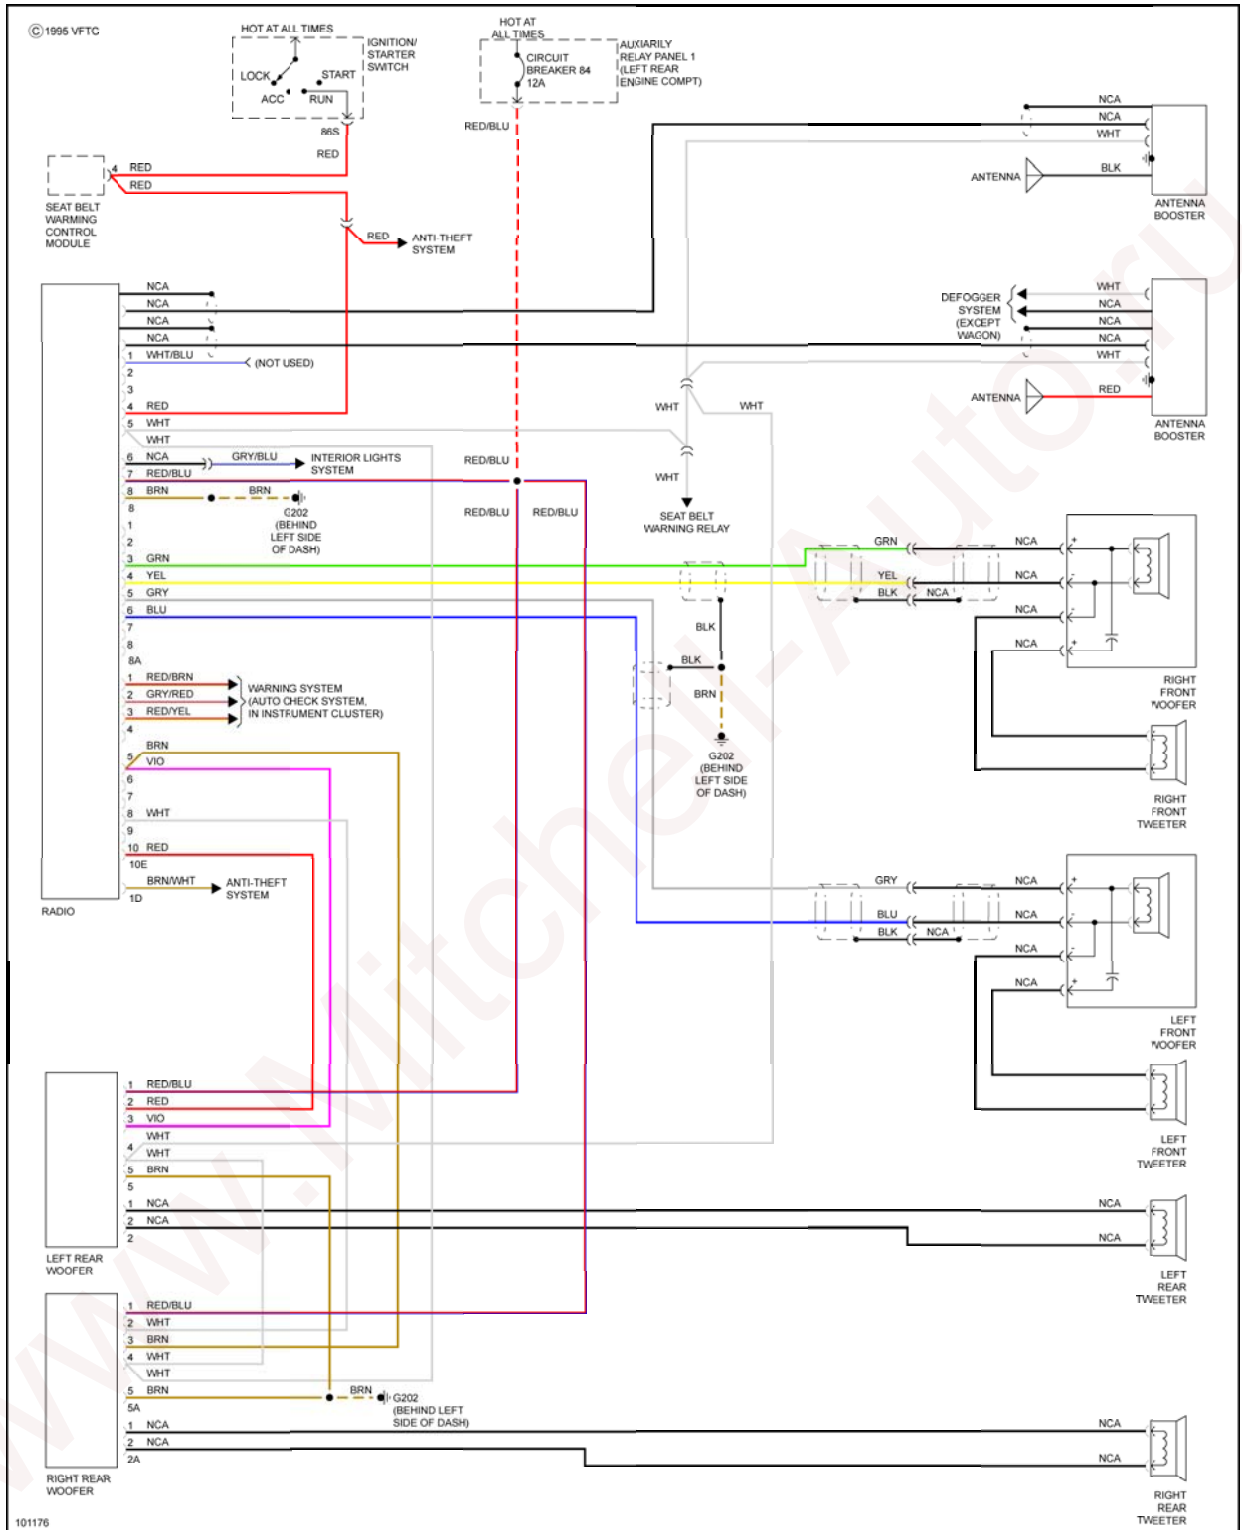 © 1995 VFTC
HOT AT ALL TIMES
IGNITION/
STARTER
SWITCH
LOCK
START
ACC
RUN
86S
RED
HOT AT
ALL TIMES
CIRCUIT
BREAKER 84
12A
AUXIARILY
RELAY PANEL 1
(LEFT REAR
ENGINE COMPT)
RED/BLU
4 RED
RED
SEAT BELT
WARMING
CONTROL
MODULE
RED
ANTI-THEFT
SYSTEM
NCA
NCA
WHT
ANTENNA
BLK
ANTENNA
BOOSTER
DEFOGGER
SYSTEM
(EXCEPT
WAGON)
WHT
NCA
NCA
NCA
WHT
ANTENNA
RED
ANTENNA
BOOSTER
NCA
NCA
NCA
NCA
1 WHT/BLU
(NOT USED)
2
3
4 RED
5 WHT
WHT
6 NCA
GRY/BLU
INTERIOR LIGHTS
SYSTEM
7 RED/BLU
8 BRN
BRN
8
G202
(BEHIND
LEFT SIDE
OF DASH)
RED/BLU
RED/BLU
RED/BLU
WHT
WHT
WHT
SEAT BELT
WARNING RELAY
1
2
3 GRN
4 YEL
5 GRY
6 BLU
7
8
8A
BLK
BLK
BRN
G202
(BEHIND
LEFT SIDE
OF DASH)
GRN
NCA
+
YEL
NCA
-
BLK
NCA
NCA
-
NCA
+
RIGHT
FRONT
WOOFER
RIGHT
FRONT
TWEETER
1 RED/BRN
2 GRY/RED
3 RED/YEL
4
WARNING SYSTEM
(AUTO CHECK SYSTEM,
IN INSTRUMENT CLUSTER)
BRN
5
VIO
6
7
8 WHT
9
10 RED
10E
BRN/WHT
1D
ANTI-THEFT
SYSTEM
RADIO
GRY
NCA
+
BLU
NCA
-
BLK
NCA
NCA
-
NCA
+
LEFT
FRONT
WOOFER
LEFT
FRONT
TWEETER
1 RED/BLU
2 RED
3 VIO
WHT
4
WHT
5 BRN
5
1 NCA
2 NCA
2
LEFT REAR
WOOFER
NCA
NCA
LEFT
REAR
TWEETER
1 RED/BLU
2 WHT
3 BRN
4 WHT
WHT
5 BRN
5A
BRN
G202
(BEHIND LEFT
SIDE OF DASH)
1 NCA
2 NCA
2A
RIGHT REAR
WOOFER
NCA
NCA
RIGHT
REAR
TWEETER
101176
www.Mitchell-Auto.ru